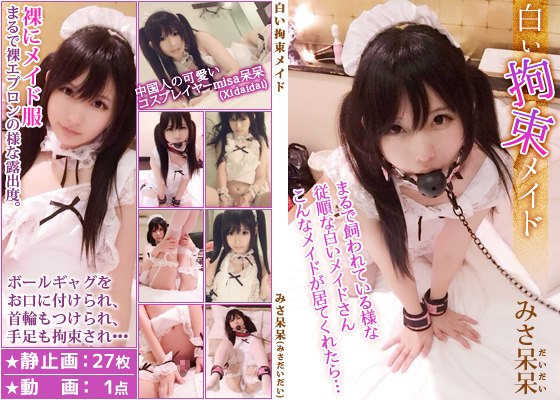 裸にメイド服
まるで裸エプロンの様な露出度。
ボールギャグを
お口に付けられ、
首輪もつけられ、
手足も拘束され…
★静止画：27枚
★動　画： 1点
中国人の可愛い
コスプレイヤーmisa呆呆
(Xidaidai)
白い拘束メイド
みさ呆呆(みさだいだい)
白い拘束メイド
まるで飼われている様な
従順な白いメイドさん
こんなメイドが居てくれたら…
みさ呆呆
だいだい